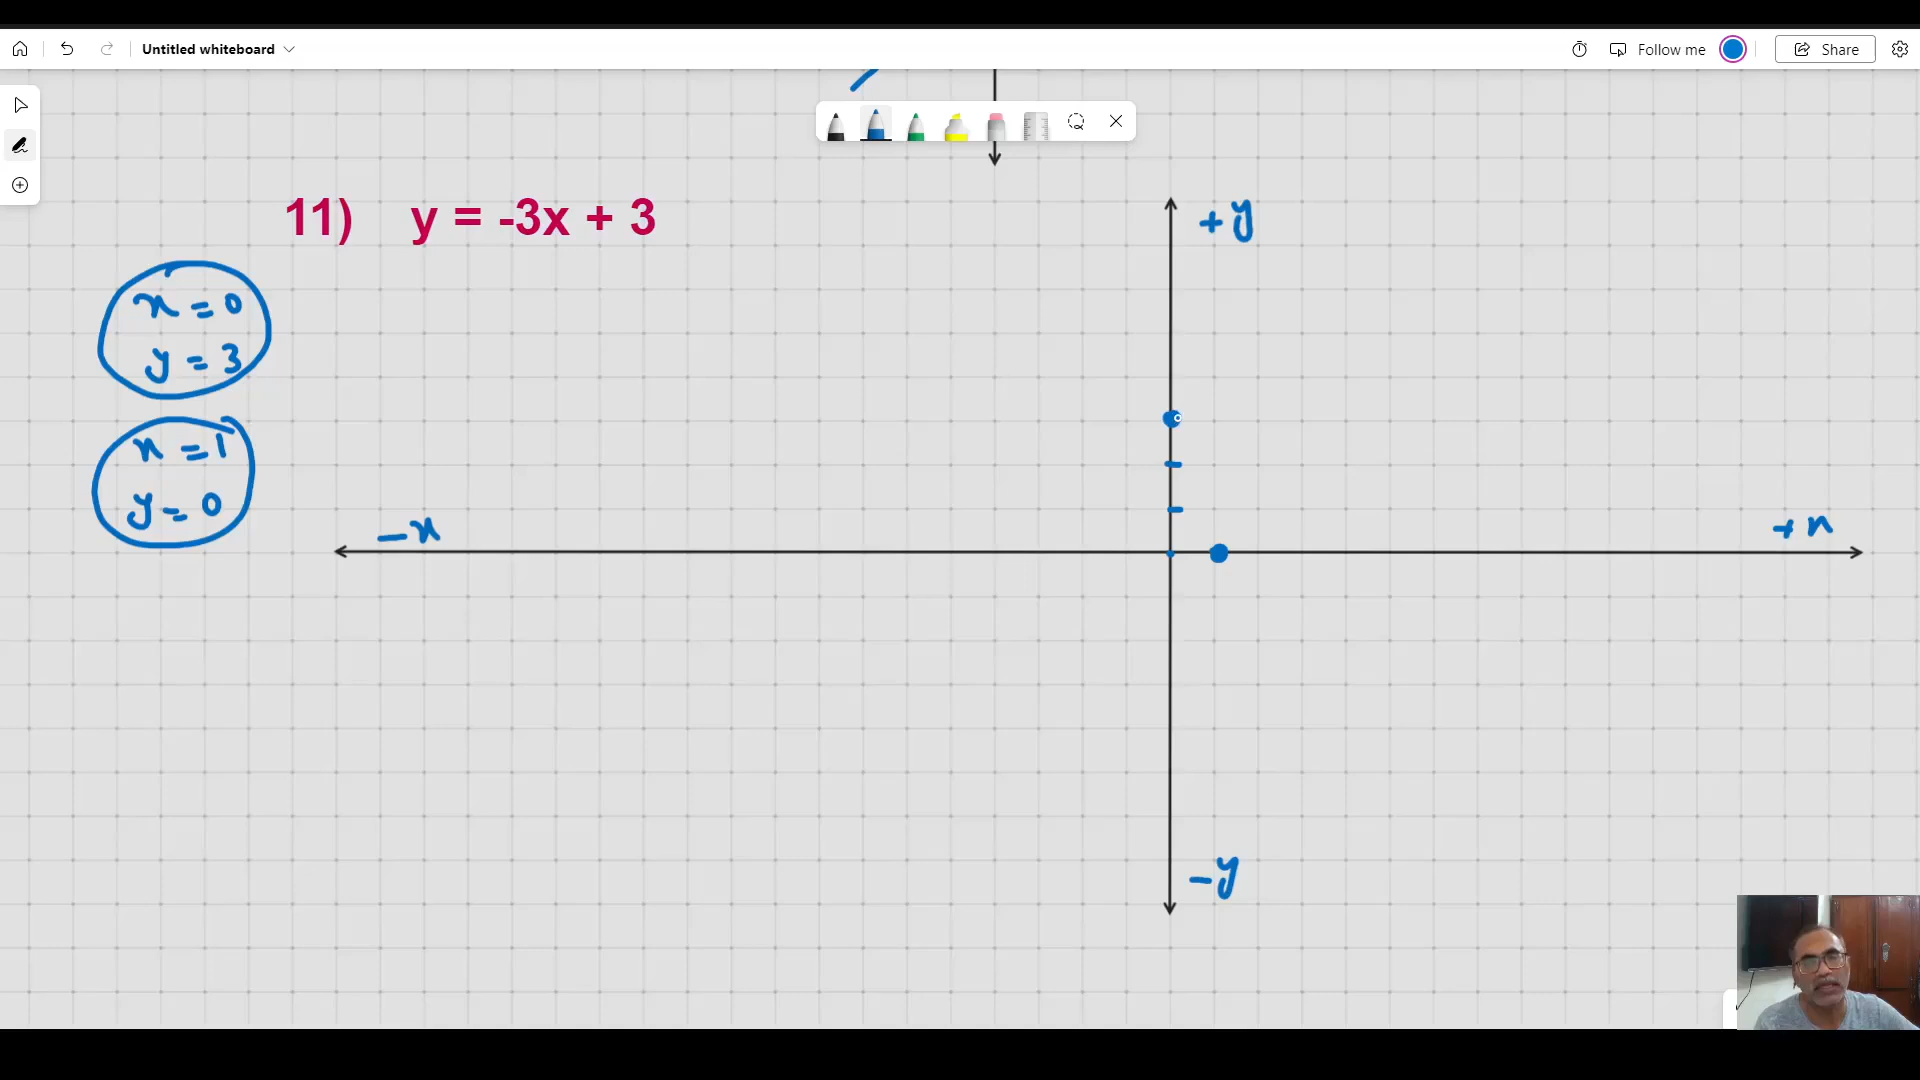 Untitled whiteboard
Follow me
Share
11) y = -3x + 3
+y
x = 0
y = 3
x = 1
y = 0
-x
+x
-y